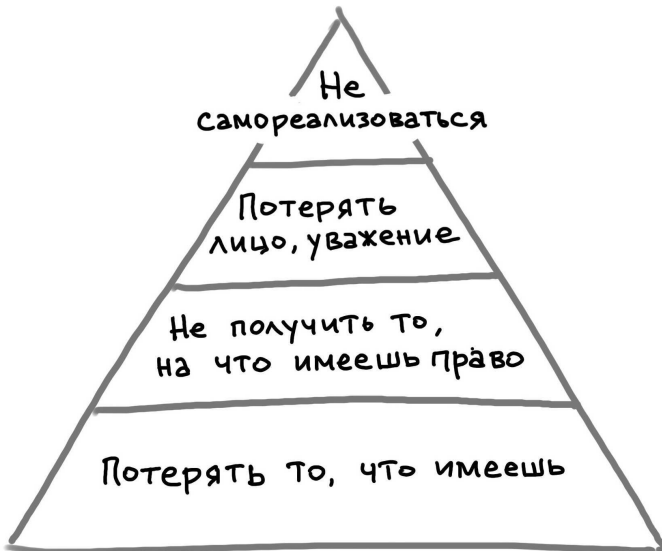 Не
самореализоваться
Потерять
лицо, уважение
Не получить то,
на что имеешь право
Потерять то, что имеешь